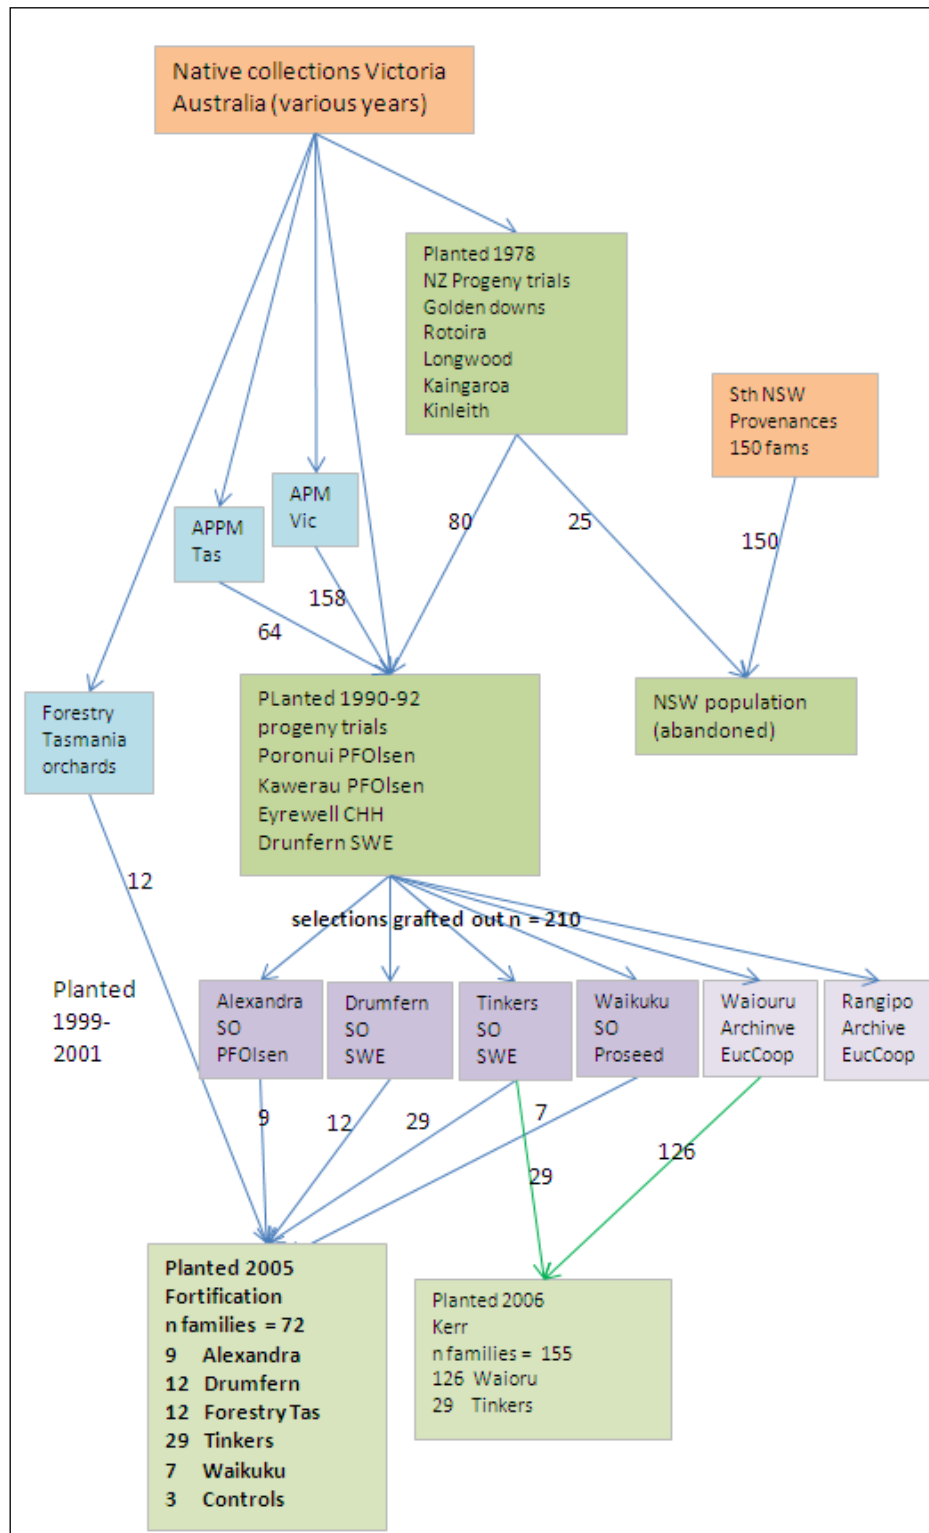 Native collections Victoria
Australia (various years)
Planted 1978
NZ Progeny trials
Golden downs
Rotoira
Longwood
Kaingaroa
Kinleith
Sth NSW
Provenances
150 fams
APM
Vic
APPM
Tas
80
25
150
158
64
Forestry
Tasmania
orchards
PLanted 1990-92
progeny trials
Poronui PFOlsen
Kawerau PFOlsen
Eyrewell CHH
Drunfern SWE
NSW population
(abandoned)
12
selections grafted out n = 210
Planted
1999-
2001
Alexandra
SO
PFOlsen
Drumfern
SO
SWE
Tinkers
SO
SWE
Waikuku
SO
Proseed
Waiouru
Archinve
EucCoop
Rangipo
Archive
EucCoop
9
12
29
7
29
126
Planted 2005
Fortification
n families = 72
9 Alexandra
12 Drumfern
12 Forestry Tas
29 Tinkers
7 Waikuku
3 Controls
Planted 2006
Kerr
n families = 155
126 Waioru
29 Tinkers